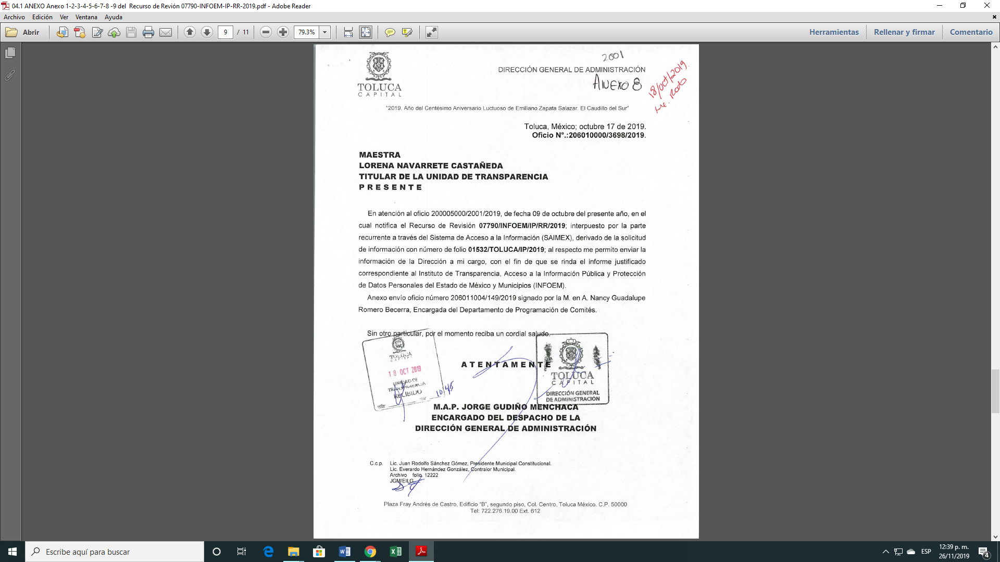 04.1 ANEXO Anexo 1-2-3-4-5-6-7-8 -9 del  Recurso de Revión 07790-INFOEM-IP-RR-2019.pdf - Adobe Reader
Archivo Edición Ver Ventana Ayuda
Abrir 9 / 11 79.3% Herramientas Rellenar y firmar Comentario
2001
DIRECCIÓN GENERAL DE ADMINISTRACIÓN
ANEXO 8
18/Oct/2019
TOLUCA
CAPITAL
"2019. Año del Centésimo Aniversario Luctuoso de Emiliano Zapata Salazar. El Caudillo del Sur"
Toluca, México; octubre 17 de 2019.
Oficio N°.:206010000/3698/2019.
MAESTRA
LORENA NAVARRETE CASTAÑEDA
TITULAR DE LA UNIDAD DE TRANSPARENCIA
P R E S E N T E
En atención al oficio 200005000/2001/2019, de fecha 09 de octubre del presente año, en el
cual notifica el Recurso de Revisión 07790/INFOEM/IP/RR/2019; interpuesto por la parte
recurrente a través del Sistema de Acceso a la Información (SAIMEX), derivado de la solicitud
de información con número de folio 01532/TOLUCA/IP/2019; al respecto me permito enviar la
información de la Dirección a mi cargo, con el fin de que se rinda el informe justificado
correspondiente al Instituto de Transparencia, Acceso a la Información Pública y Protección
de Datos Personales del Estado de México y Municipios (INFOEM).
Anexo envío oficio número 206011004/149/2019 signado por la M. en A. Nancy Guadalupe
Romero Becerra, Encargada del Departamento de Programación de Comités.
Sin otro particular, por el momento reciba un cordial saludo.
TOLUCA
CAPITAL
18 OCT 2019
UNIDAD DE
TRANSPARENCIA
RECIBIDO
A T E N T A M E N T E
TOLUCA
CAPITAL
DIRECCIÓN GENERAL
DE ADMINISTRACIÓN
M.A.P. JORGE GUDIÑO MENCHACA
ENCARGADO DEL DESPACHO DE LA
DIRECCIÓN GENERAL DE ADMINISTRACIÓN
C.c.p. Lic. Juan Rodolfo Sánchez Gómez, Presidente Municipal Constitucional.
Lic. Everardo Hernández González, Contralor Municipal.
Archivo folio 12222
JGM/EILG
Plaza Fray Andrés de Castro, Edificio "B", segundo piso, Col. Centro, Toluca México. C.P. 50000
Tel: 722.276.19.00 Ext. 612
Escribe aquí para buscar
ESP
12:39 p. m.
26/11/2019
4